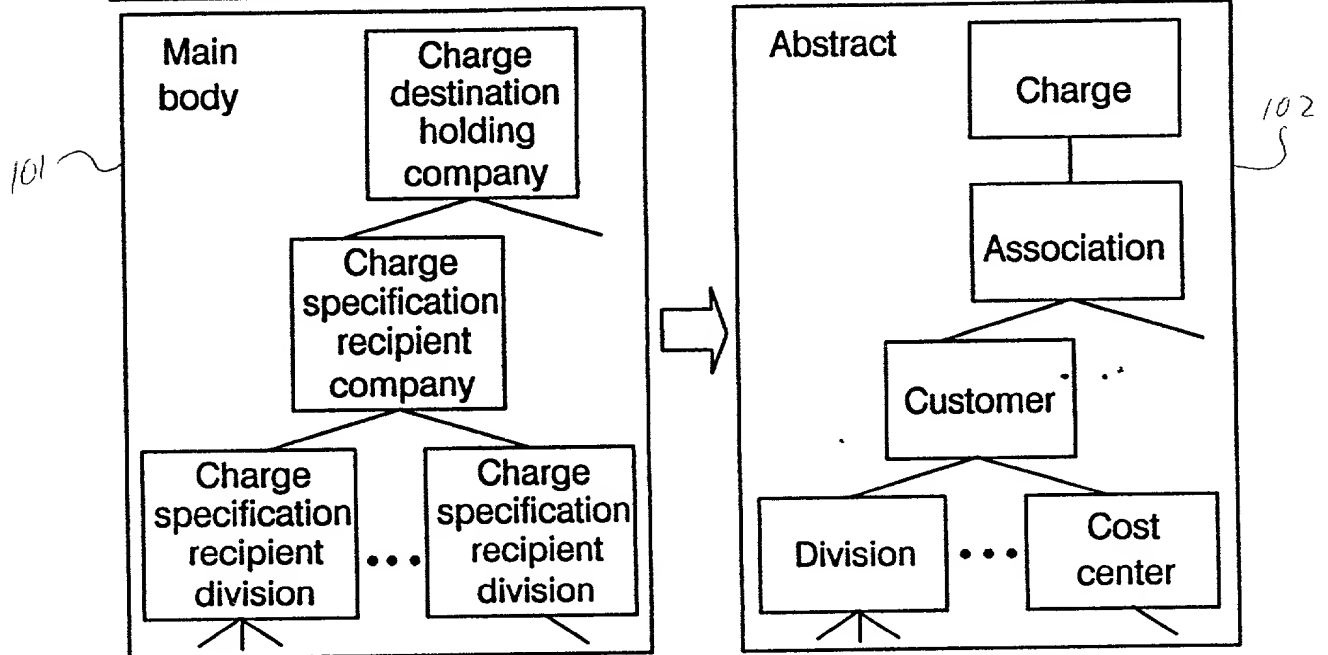 Main
body
Charge
destination
holding
company
101
Charge
specification
recipient
company
Charge
specification
recipient
division
•••
Charge
specification
recipient
division
Abstract
Charge
102
Association
Customer
Division
•••
Cost
center